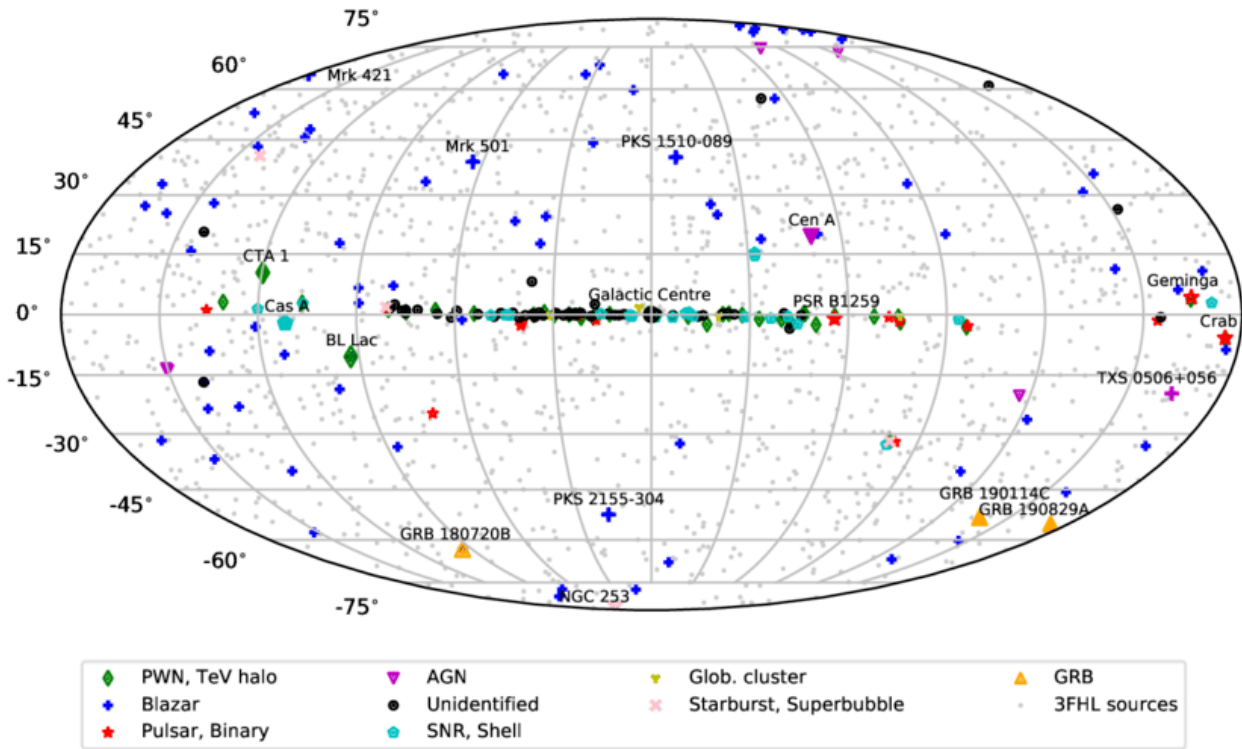 75°
60°
Mrk 421
45°
Mrk 501
PKS 1510-089
30°
Cen A
15°
CTA 1
Geminga
Galactic Centre
PSR B1259
0°
Cas A
Crab
BL Lac
-15°
TXS 0506+056
-30°
PKS 2155-304
GRB 190114C
-45°
GRB 190829A
GRB 180720B
-60°
NGC 253
-75°
PWN, TeV halo
AGN
Glob. cluster
GRB
Blazar
Unidentified
Starburst, Superbubble
3FHL sources
Pulsar, Binary
SNR, Shell